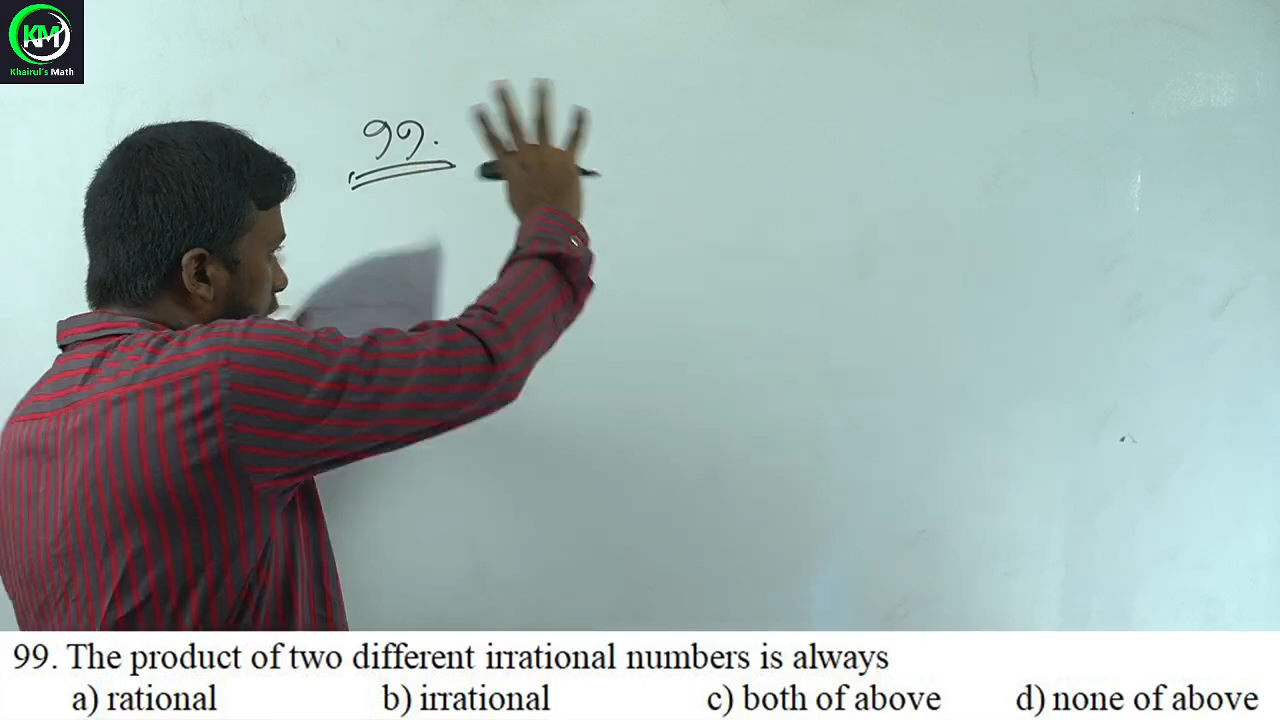 KM
Khairul's Math
99.
99. The product of two different irrational numbers is always
a) rational b) irrational c) both of above d) none of above